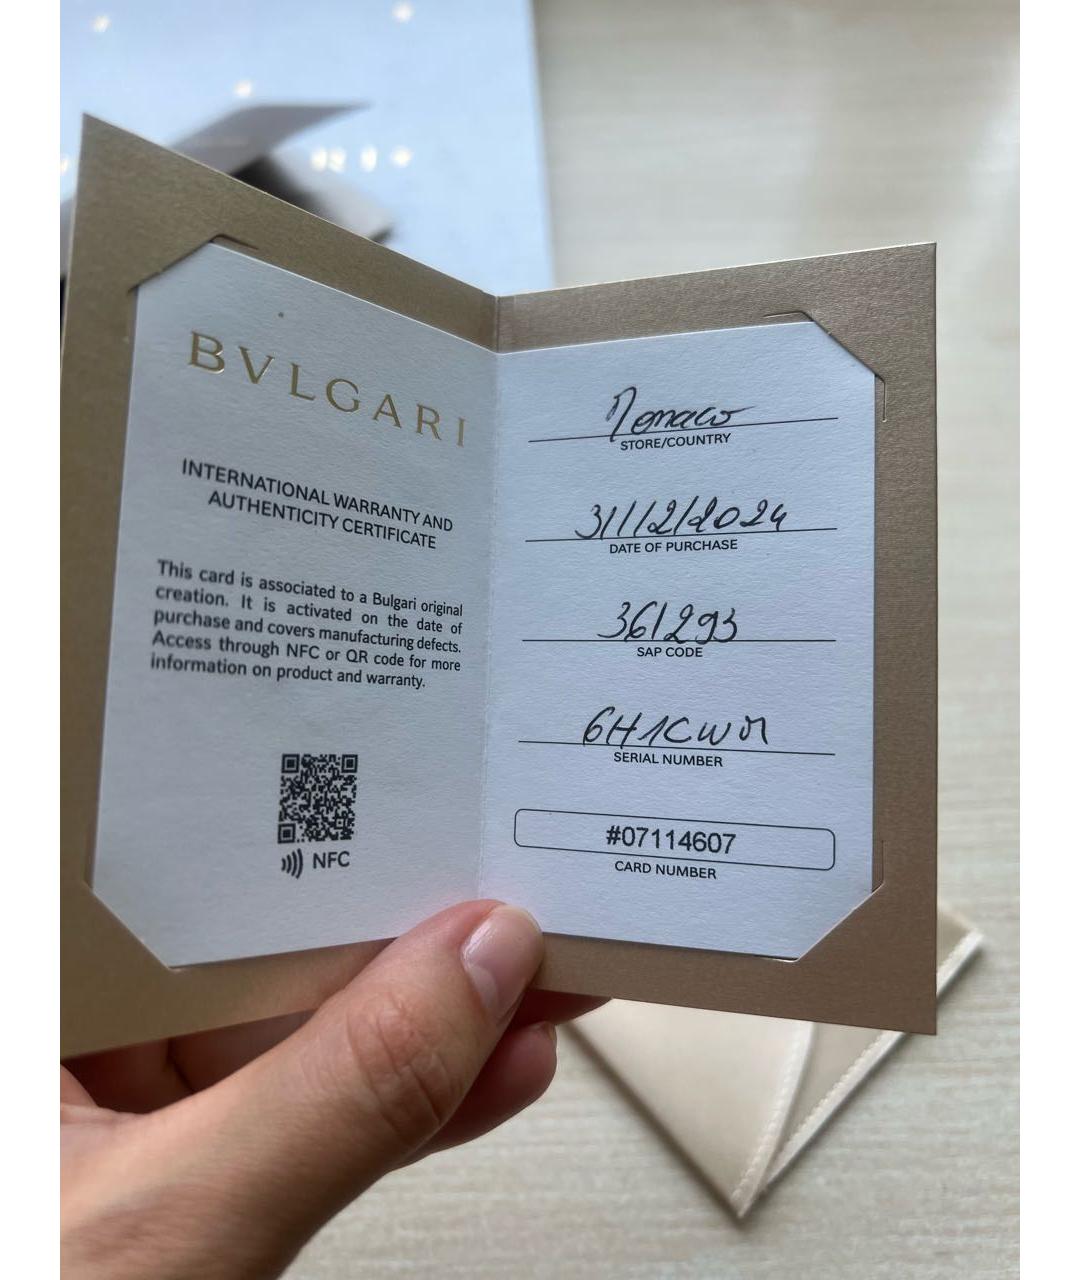 BVLGARI
INTERNATIONAL WARRANTY AND
AUTHENTICITY CERTIFICATE
This card is associated to a Bulgari original
creation. It is activated on the date of
purchase and covers manufacturing defects.
Access through NFC or QR code for more
information on product and warranty.
NFC
Monaco
STORE/COUNTRY
31/12/2024
DATE OF PURCHASE
361293
SAP CODE
6H1CWM
SERIAL NUMBER
#07114607
CARD NUMBER